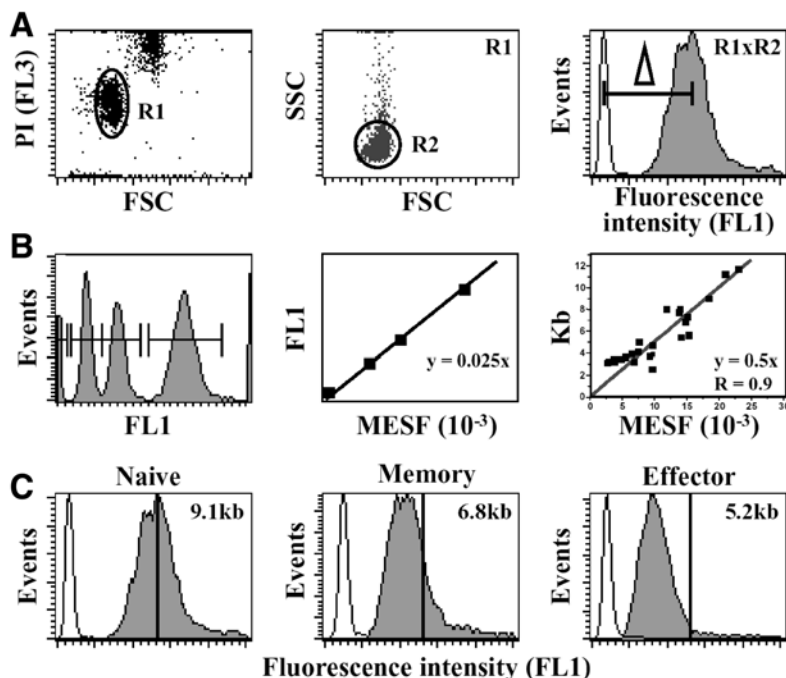 A
PI (FL3)
R1
FSC
SSC
R1
R2
FSC
Events
R1xR2
Δ
Fluorescence
intensity (FL1)
B
Events
FL1
FL1
y = 0.025x
MESF (10-3)
Kb
12
10
8
6
4
2
0
0 5 10 15 20 25 30
y = 0.5x
R = 0.9
MESF (10-3)
C
Naive
Events
9.1kb
Memory
Events
6.8kb
Effector
Events
5.2kb
Fluorescence intensity (FL1)